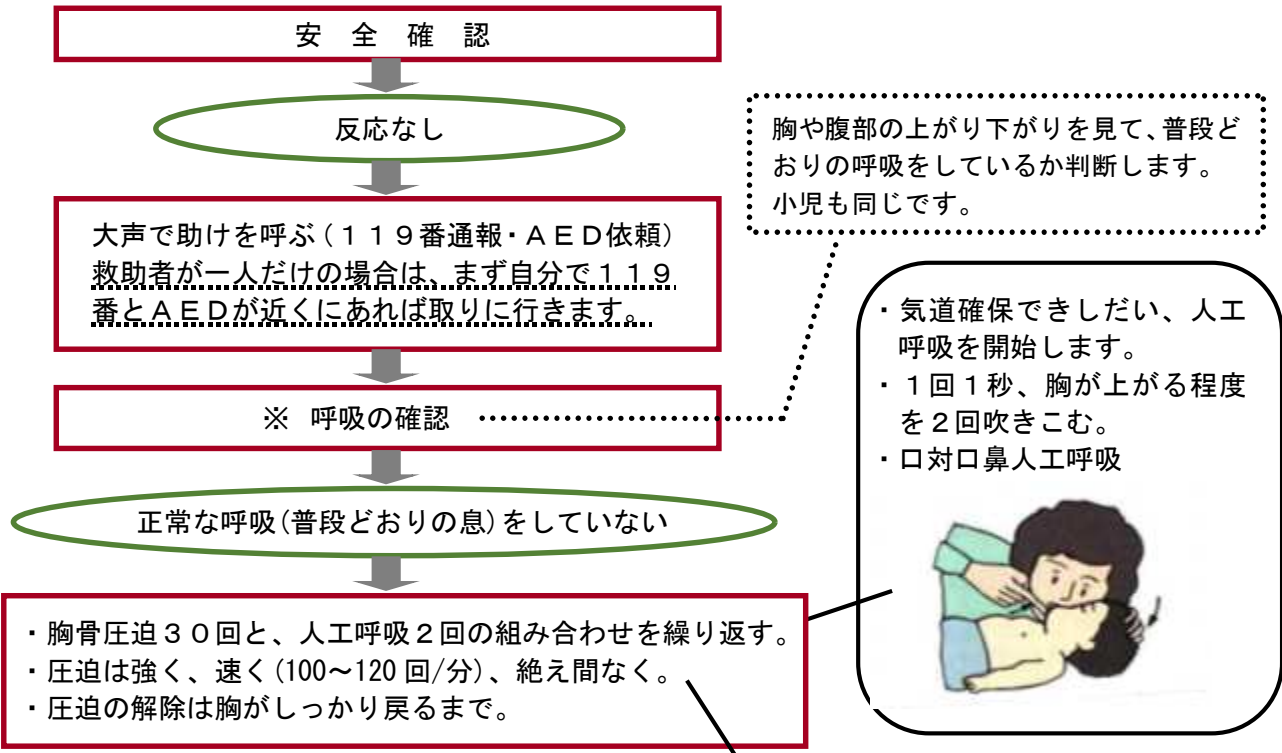 安 全 確 認
反応なし
大声で助けを呼ぶ(119番通報・AED依頼)
救助者が一人だけの場合は、まず自分で119
番とAEDが近くにあれば取りに行きます。
※ 呼吸の確認
胸や腹部の上がり下がりを見て、普段ど
おりの呼吸をしているか判断します。
小児も同じです。
正常な呼吸(普段どおりの息)をしていない
・胸骨圧迫30回と、人工呼吸2回の組み合わせを繰り返す。
・圧迫は強く、速く(100~120回/分)、絶え間なく。
・圧迫の解除は胸がしっかり戻るまで。
・気道確保できしだい、人工
呼吸を開始します。
・1回1秒、胸が上がる程度
を2回吹きこむ。
・口対口鼻人工呼吸